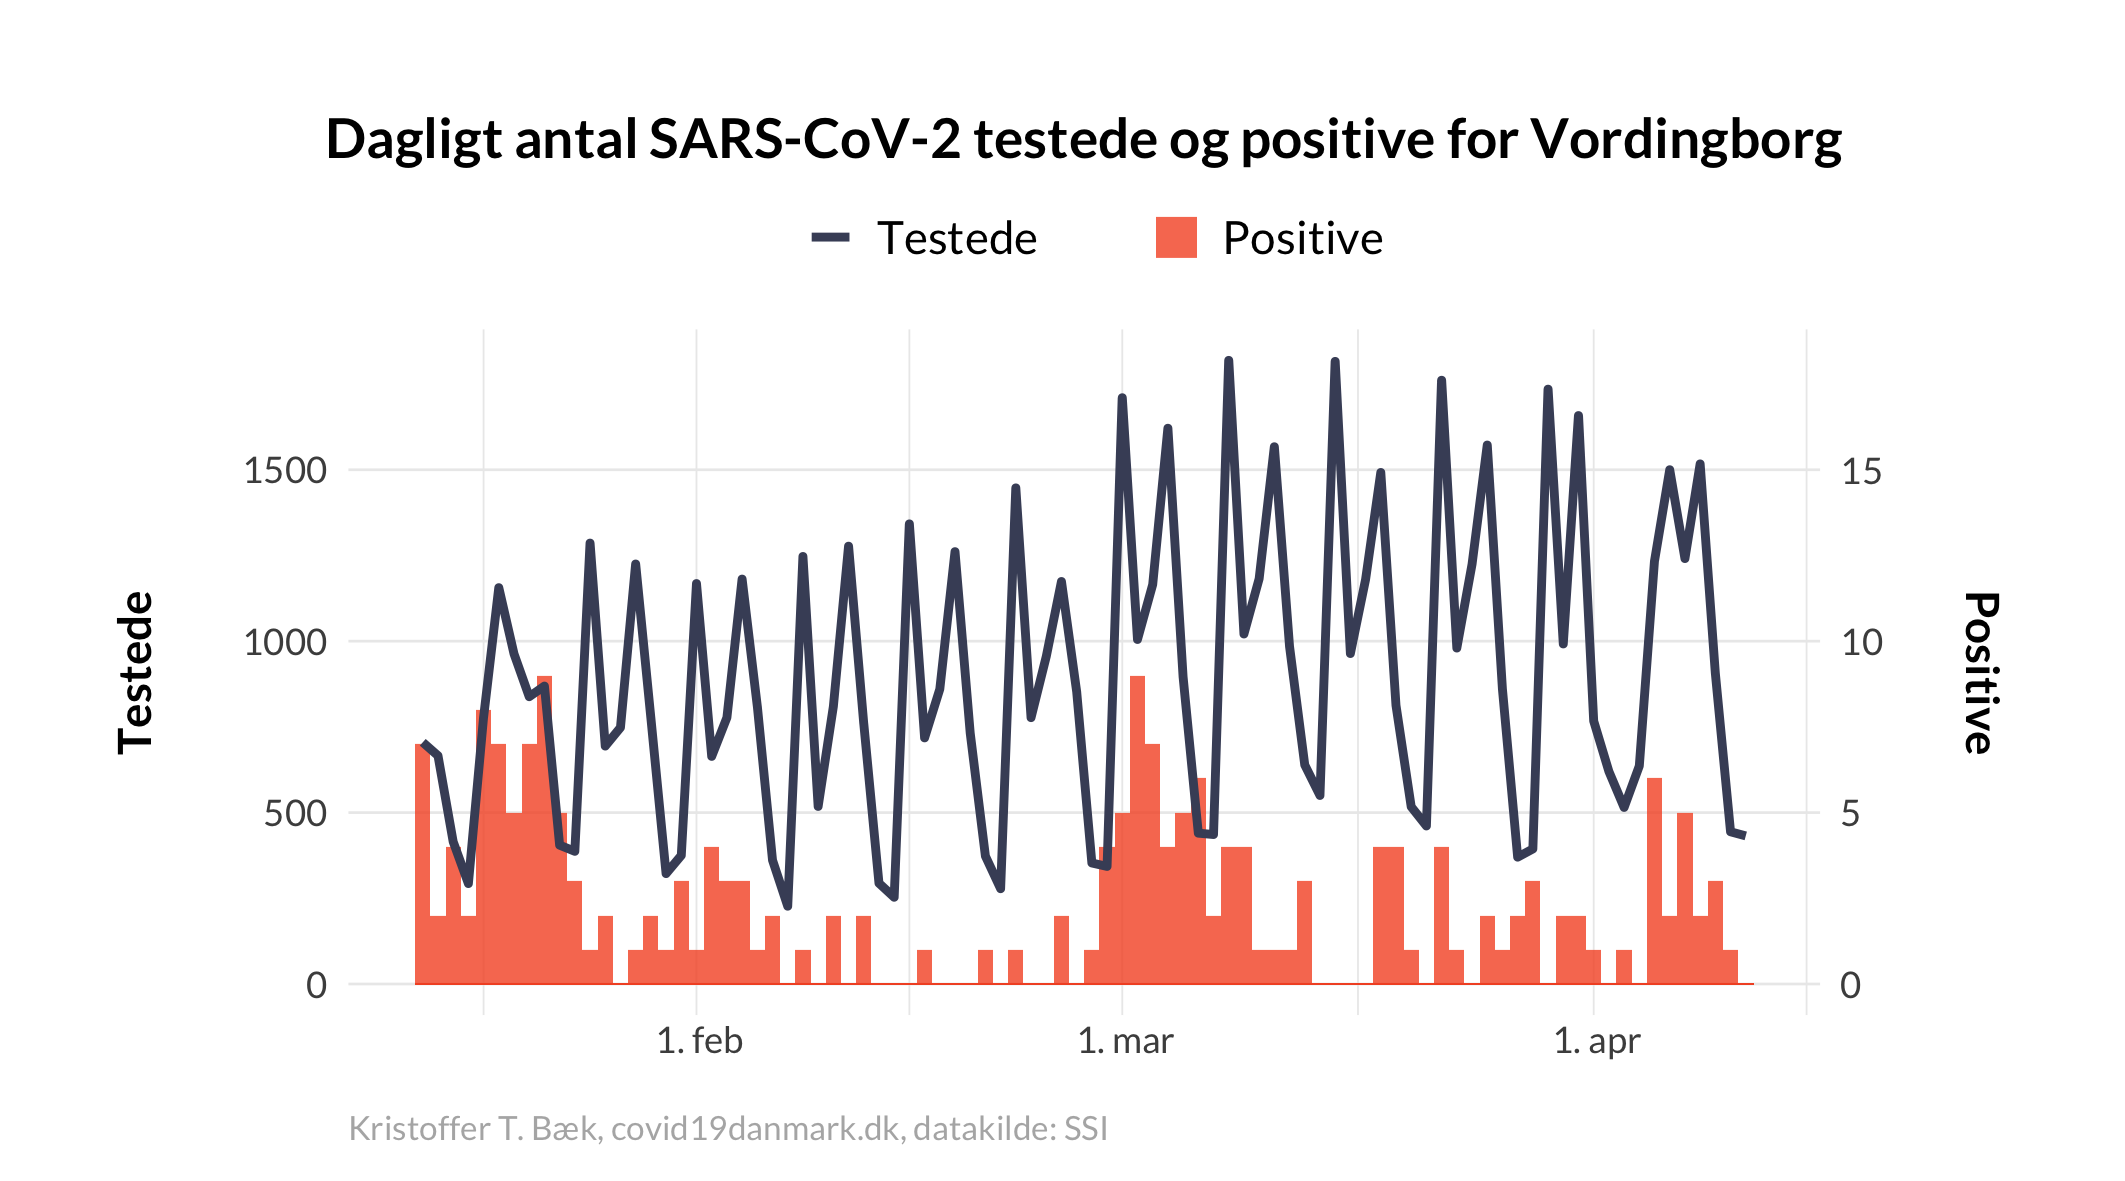 Dagligt antal SARS-CoV-2 testede og positive for Vordingborg
Testede
Positive
1500
15
1000
10
500
5
0
0
Testede
Positive
1. feb
1. mar
1. apr
Kristoffer T. Bæk, covid19danmark.dk, datakilde: SSI